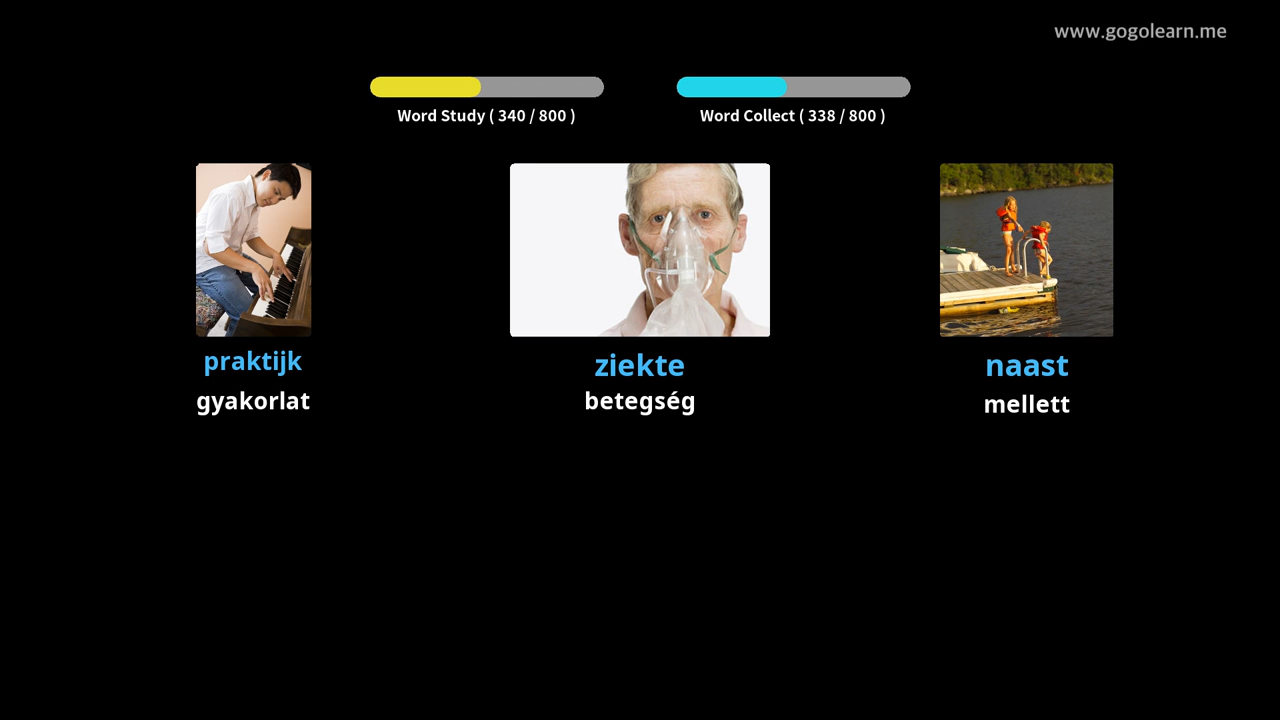 www.gogolearn.me
Word Study ( 340 / 800 )
Word Collect ( 338 / 800 )
praktijk
gyakorlat
ziekte
betegség
naast
mellett